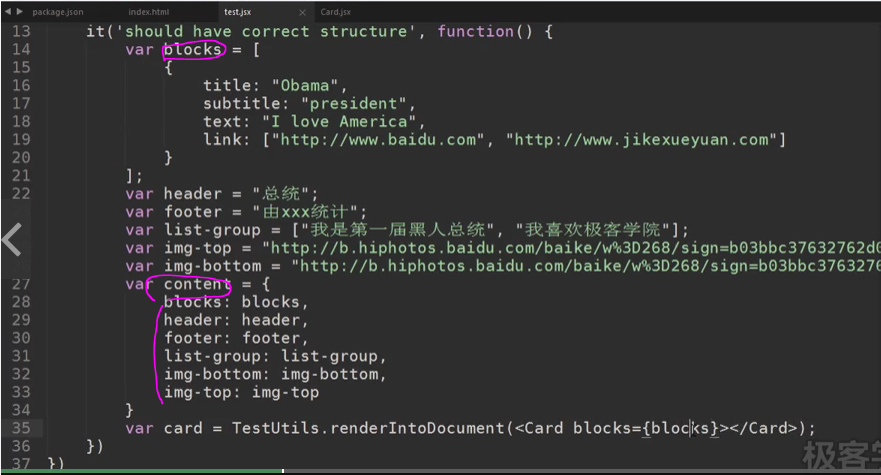 package.json index.html test.jsx Card.jsx
13 it('should have correct structure', function() {
14 var blocks = [
15 {
16 title: "Obama",
17 subtitle: "president",
18 text: "I love America",
19 link: ["http://www.baidu.com", "http://www.jikexueyuan.com"]
20 }
21 ];
22 var header = "总统";
var footer = "由xxx统计";
var list-group = ["我是第一届黑人总统", "我喜欢极客学院"];
var img-top = "http://b.hiphotos.baidu.com/baike/w%3D268/sign=b03bbc37632762d0
var img-bottom = "http://b.hiphotos.baidu.com/baike/w%3D268/sign=b03bbc3763276
27 var content = {
28 blocks: blocks,
29 header: header,
30 footer: footer,
31 list-group: list-group,
32 img-bottom: img-bottom,
33 img-top: img-top
34 }
35 var card = TestUtils.renderIntoDocument(<Card blocks={blocks}></Card>);
36 })
37 })
极客学